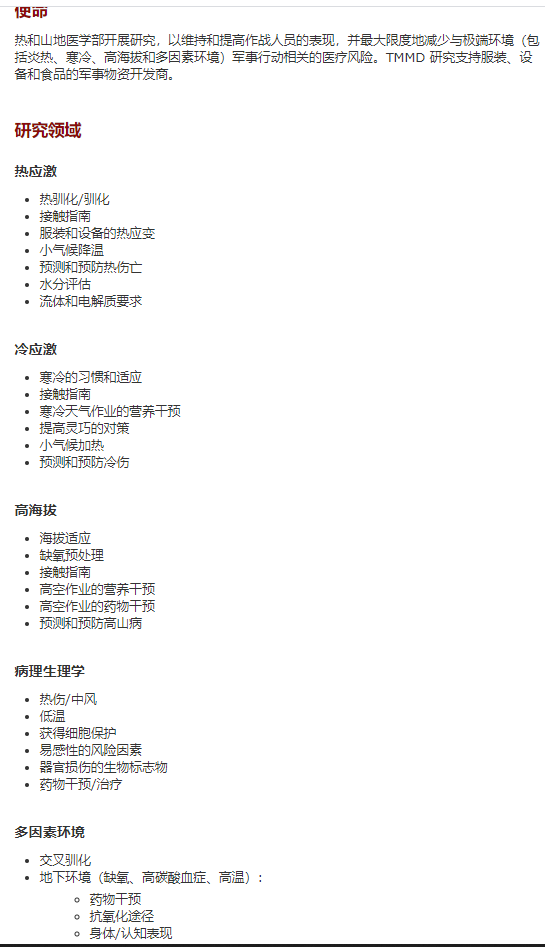 使命
热和山地医学部开展研究，以维持和提高作战人员的表现，并最大限度地减少与极端环境（包
括炎热、寒冷、高海拔和多因素环境）军事行动相关的医疗风险。TMMD 研究支持服装、设
备和食品的军事物资开发商。
研究领域
热应激
热驯化/驯化
接触指南
服装和设备的热应变
小气候降温
预测和预防热伤亡
水分评估
流体和电解质要求
冷应激
寒冷的习惯和适应
接触指南
寒冷天气作业的营养干预
提高灵巧的对策
小气候加热
预测和预防冷伤
高海拔
海拔适应
缺氧预处理
接触指南
高空作业的营养干预
高空作业的药物干预
预测和预防高山病
病理生理学
热伤/中风
低温
获得细胞保护
易感性的风险因素
器官损伤的生物标志物
药物干预/治疗
多因素环境
交叉驯化
地下环境（缺氧、高碳酸血症、高温）：
药物干预
抗氧化途径
身体/认知表现